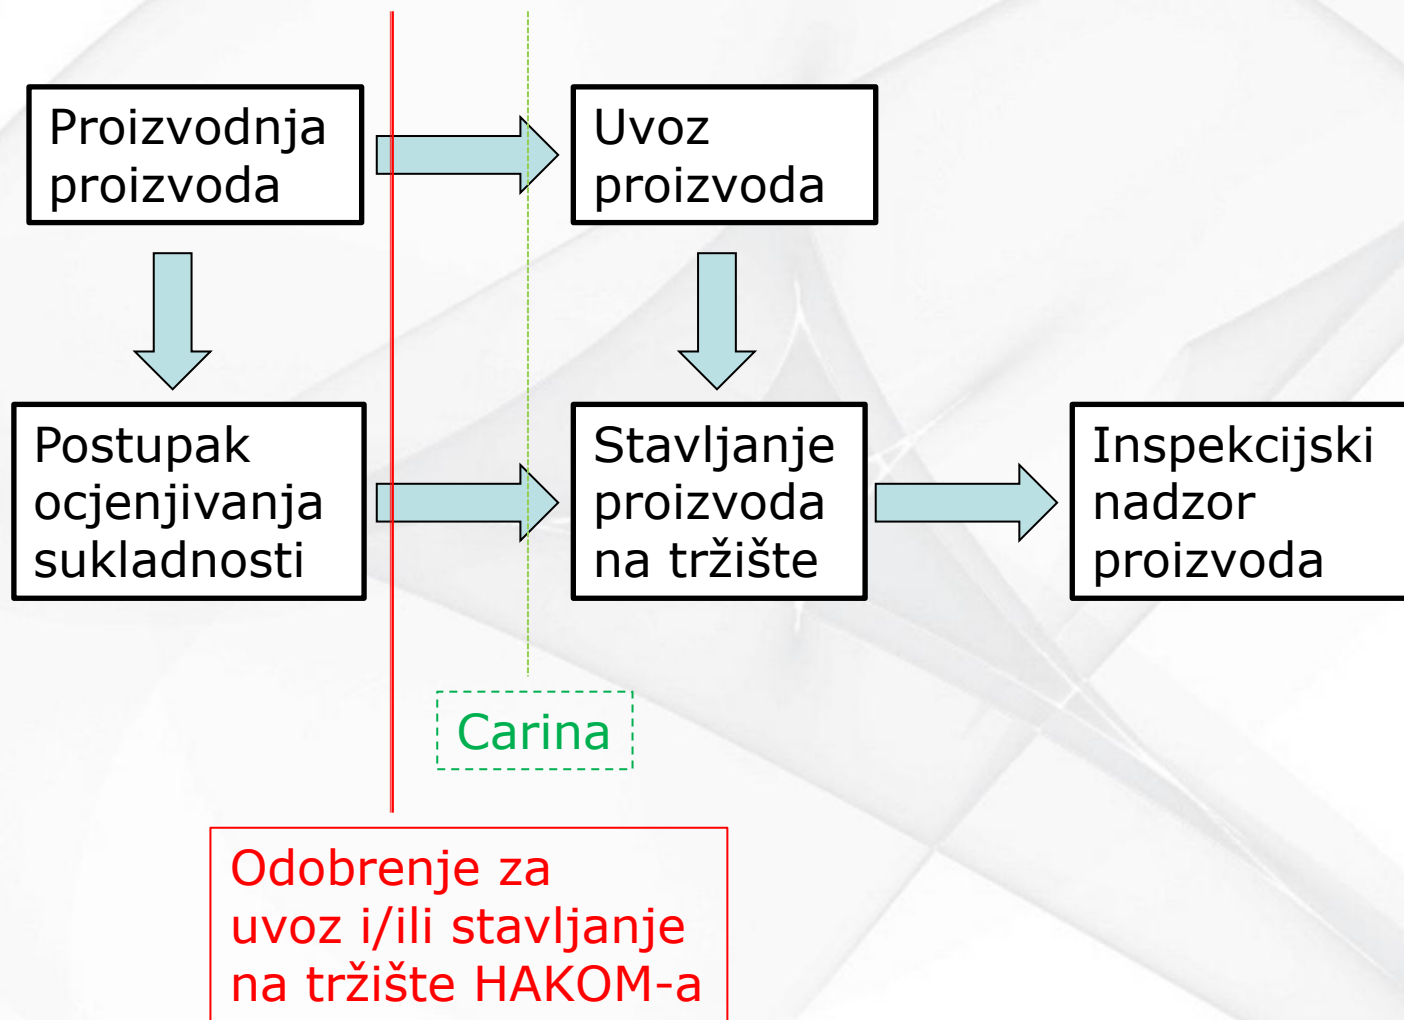 Proizvodnja
proizvoda
Uvoz
proizvoda
Postupak
ocjenjivanja
sukladnosti
Stavljanje
proizvoda
na tržište
Inspekcijski
nadzor
proizvoda
Carina
Odobrenje za
uvoz i/ili stavljanje
na tržište HAKOM-a